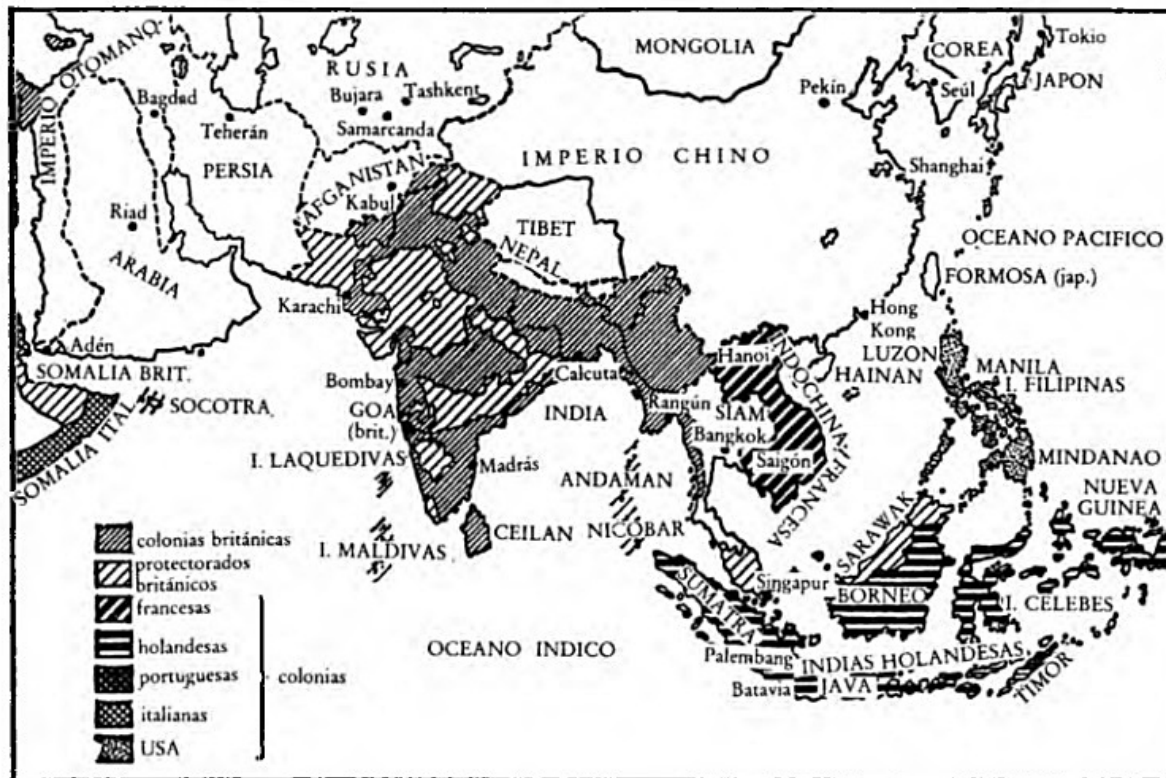 MONGOLIA
COREA
Tokio
IMPERIO OTOMANO
RUSIA
Bujara
Tashkent
Pekín
Seúl
JAPON
Bagdad
Teherán
Samarcanda
IMPERIO CHINO
PERSIA
AFGANISTAN
Kabul
Shanghai
Riad
TIBET
NEPAL
ARABIA
OCEANO PACIFICO
FORMOSA (jap.)
Karachi
Hong
Kong
Adén
Hanoi
LUZON
SOMALIA BRIT.
HAINAN
MANILA
I. FILIPINAS
Bombay
Calcuta
INDOCHINA FRANCESA
SOCOTRA
GOA
(brit.)
INDIA
Rangún
SIAM
Bangkok
SOMALIA ITAL.
I. LAQUEDIVAS
Madrás
Saigón
MINDANAO
ANDAMAN
NUEVA
GUINEA
CEILAN
NICOBAR
SARAWAK
I. MALDIVAS
Singapur
SUMATRA
BORNEO
I. CELEBES
OCEANO INDICO
Palembang
INDIAS HOLANDESAS
Batavia
JAVA
TIMOR
colonias británicas
protectorados
británicos
francesas
holandesas
portuguesas
colonias
italianas
USA